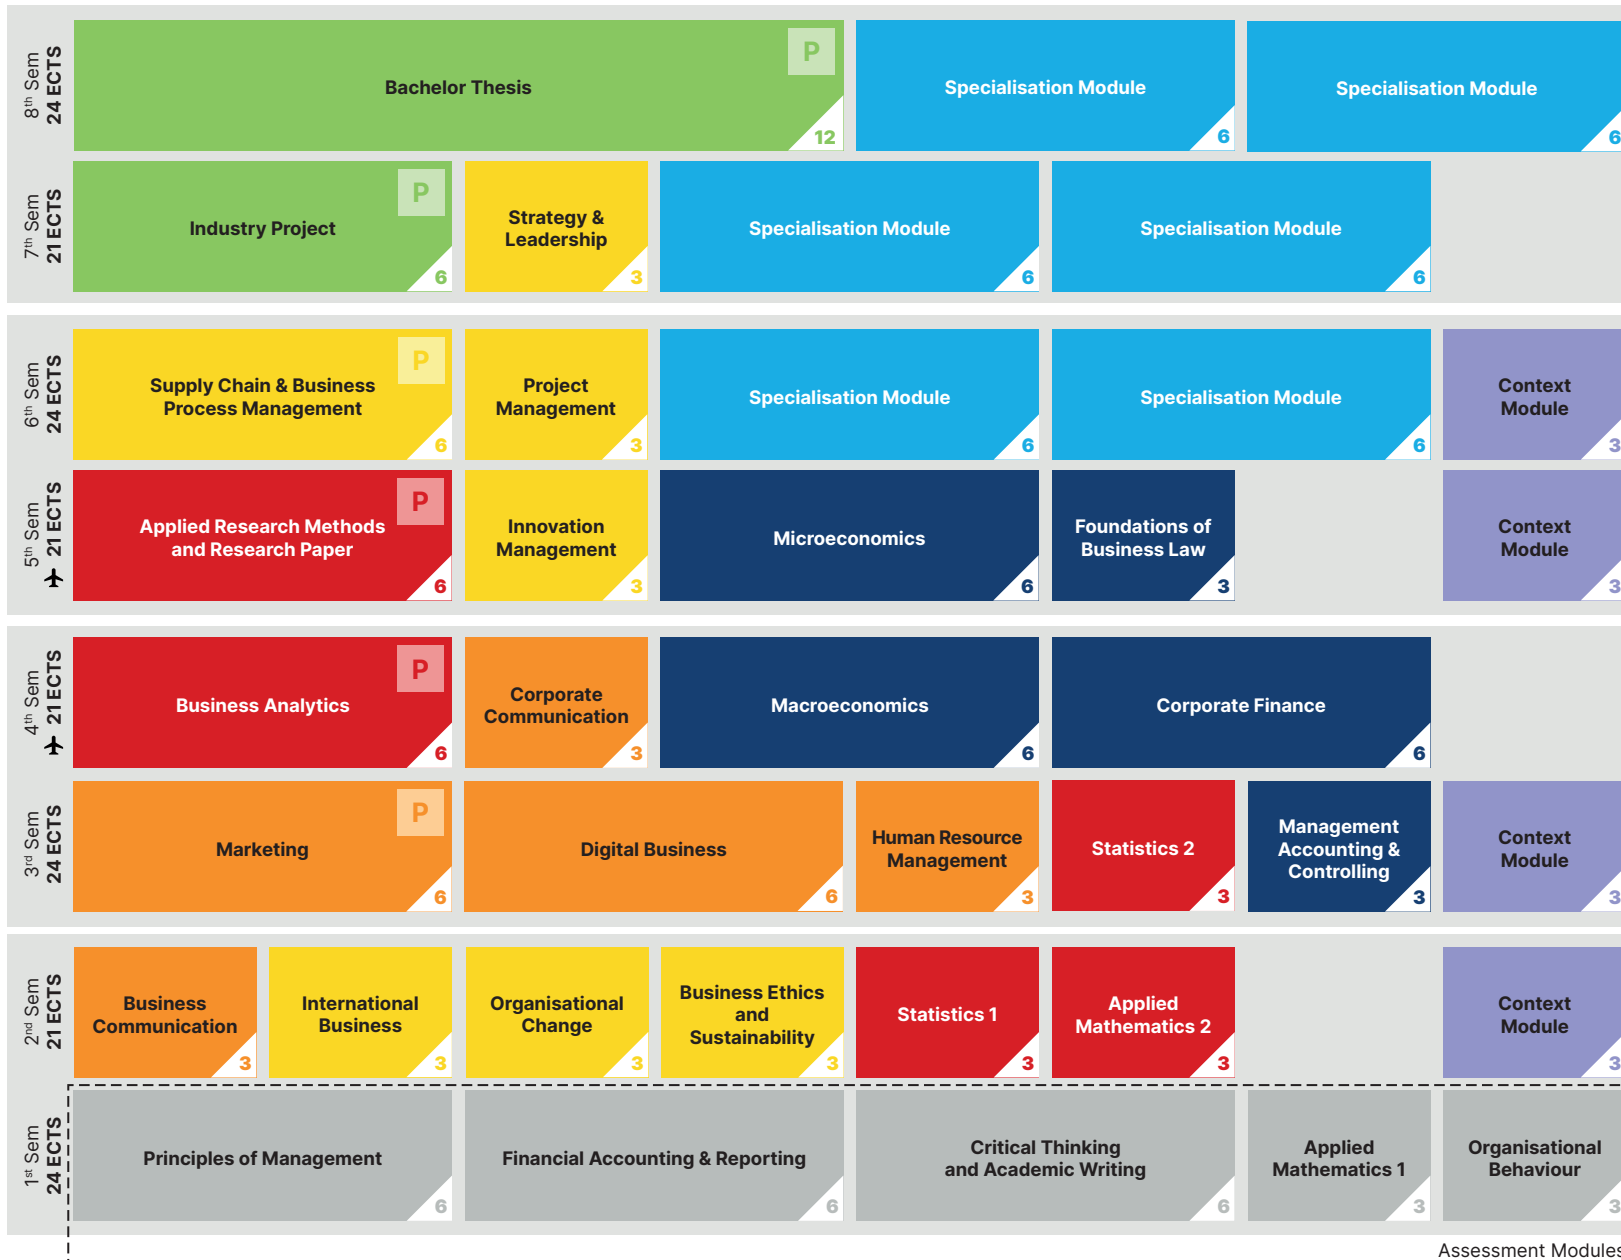 8th Sem
24 ECTS
Bachelor Thesis
P
12
Specialisation Module
6
Specialisation Module
6
7th Sem
21 ECTS
Industry Project
P
6
Strategy &
Leadership
3
Specialisation Module
6
Specialisation Module
6
6th Sem
24 ECTS
Supply Chain & Business
Process Management
P
6
Project
Management
3
Specialisation Module
6
Specialisation Module
6
Context
Module
3
5th Sem
21 ECTS
Applied Research Methods
and Research Paper
P
6
Innovation
Management
3
Microeconomics
6
Foundations of
Business Law
3
Context
Module
3
4th Sem
21 ECTS
Business Analytics
P
6
Corporate
Communication
3
Macroeconomics
6
Corporate Finance
6
3rd Sem
24 ECTS
Marketing
P
6
Digital Business
6
Human Resource
Management
3
Statistics 2
3
Management
Accounting &
Controlling
3
Context
Module
3
2nd Sem
21 ECTS
Business
Communication
3
International
Business
3
Organisational
Change
3
Business Ethics
and
Sustainability
3
Statistics 1
3
Applied
Mathematics 2
3
Context
Module
3
1st Sem
24 ECTS
Principles of Management
6
Financial Accounting & Reporting
6
Critical Thinking
and Academic Writing
6
Applied
Mathematics 1
3
Organisational
Behaviour
3
Assessment Modules